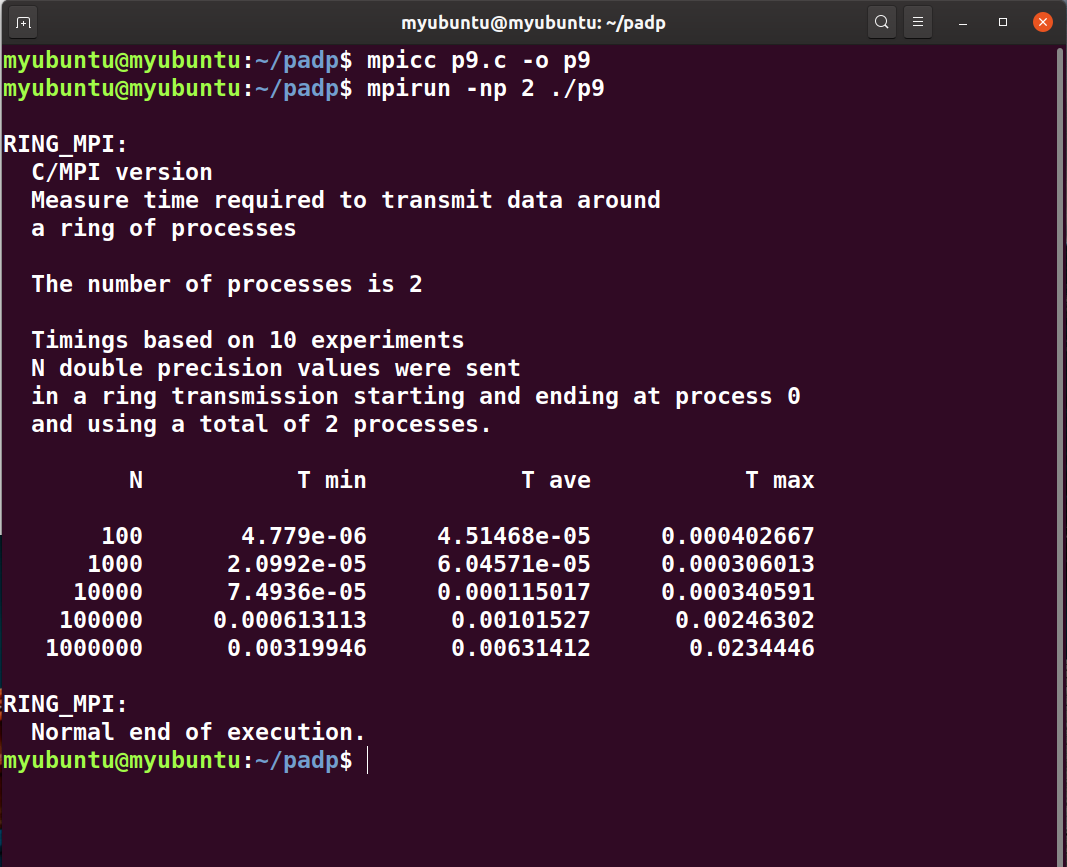 myubuntu@myubuntu: ~/padp
myubuntu@myubuntu:~/padp$ mpicc p9.c -o p9
myubuntu@myubuntu:~/padp$ mpirun -np 2 ./p9
RING_MPI:
C/MPI version
Measure time required to transmit data around
a ring of processes
The number of processes is 2
Timings based on 10 experiments
N double precision values were sent
in a ring transmission starting and ending at process 0
and using a total of 2 processes.
N T min T ave T max
100 4.779e-06 4.51468e-05 0.000402667
1000 2.0992e-05 6.04571e-05 0.000306013
10000 7.4936e-05 0.000115017 0.000340591
100000 0.000613113 0.00101527 0.00246302
1000000 0.00319946 0.00631412 0.0234446
RING_MPI:
Normal end of execution.
myubuntu@myubuntu:~/padp$